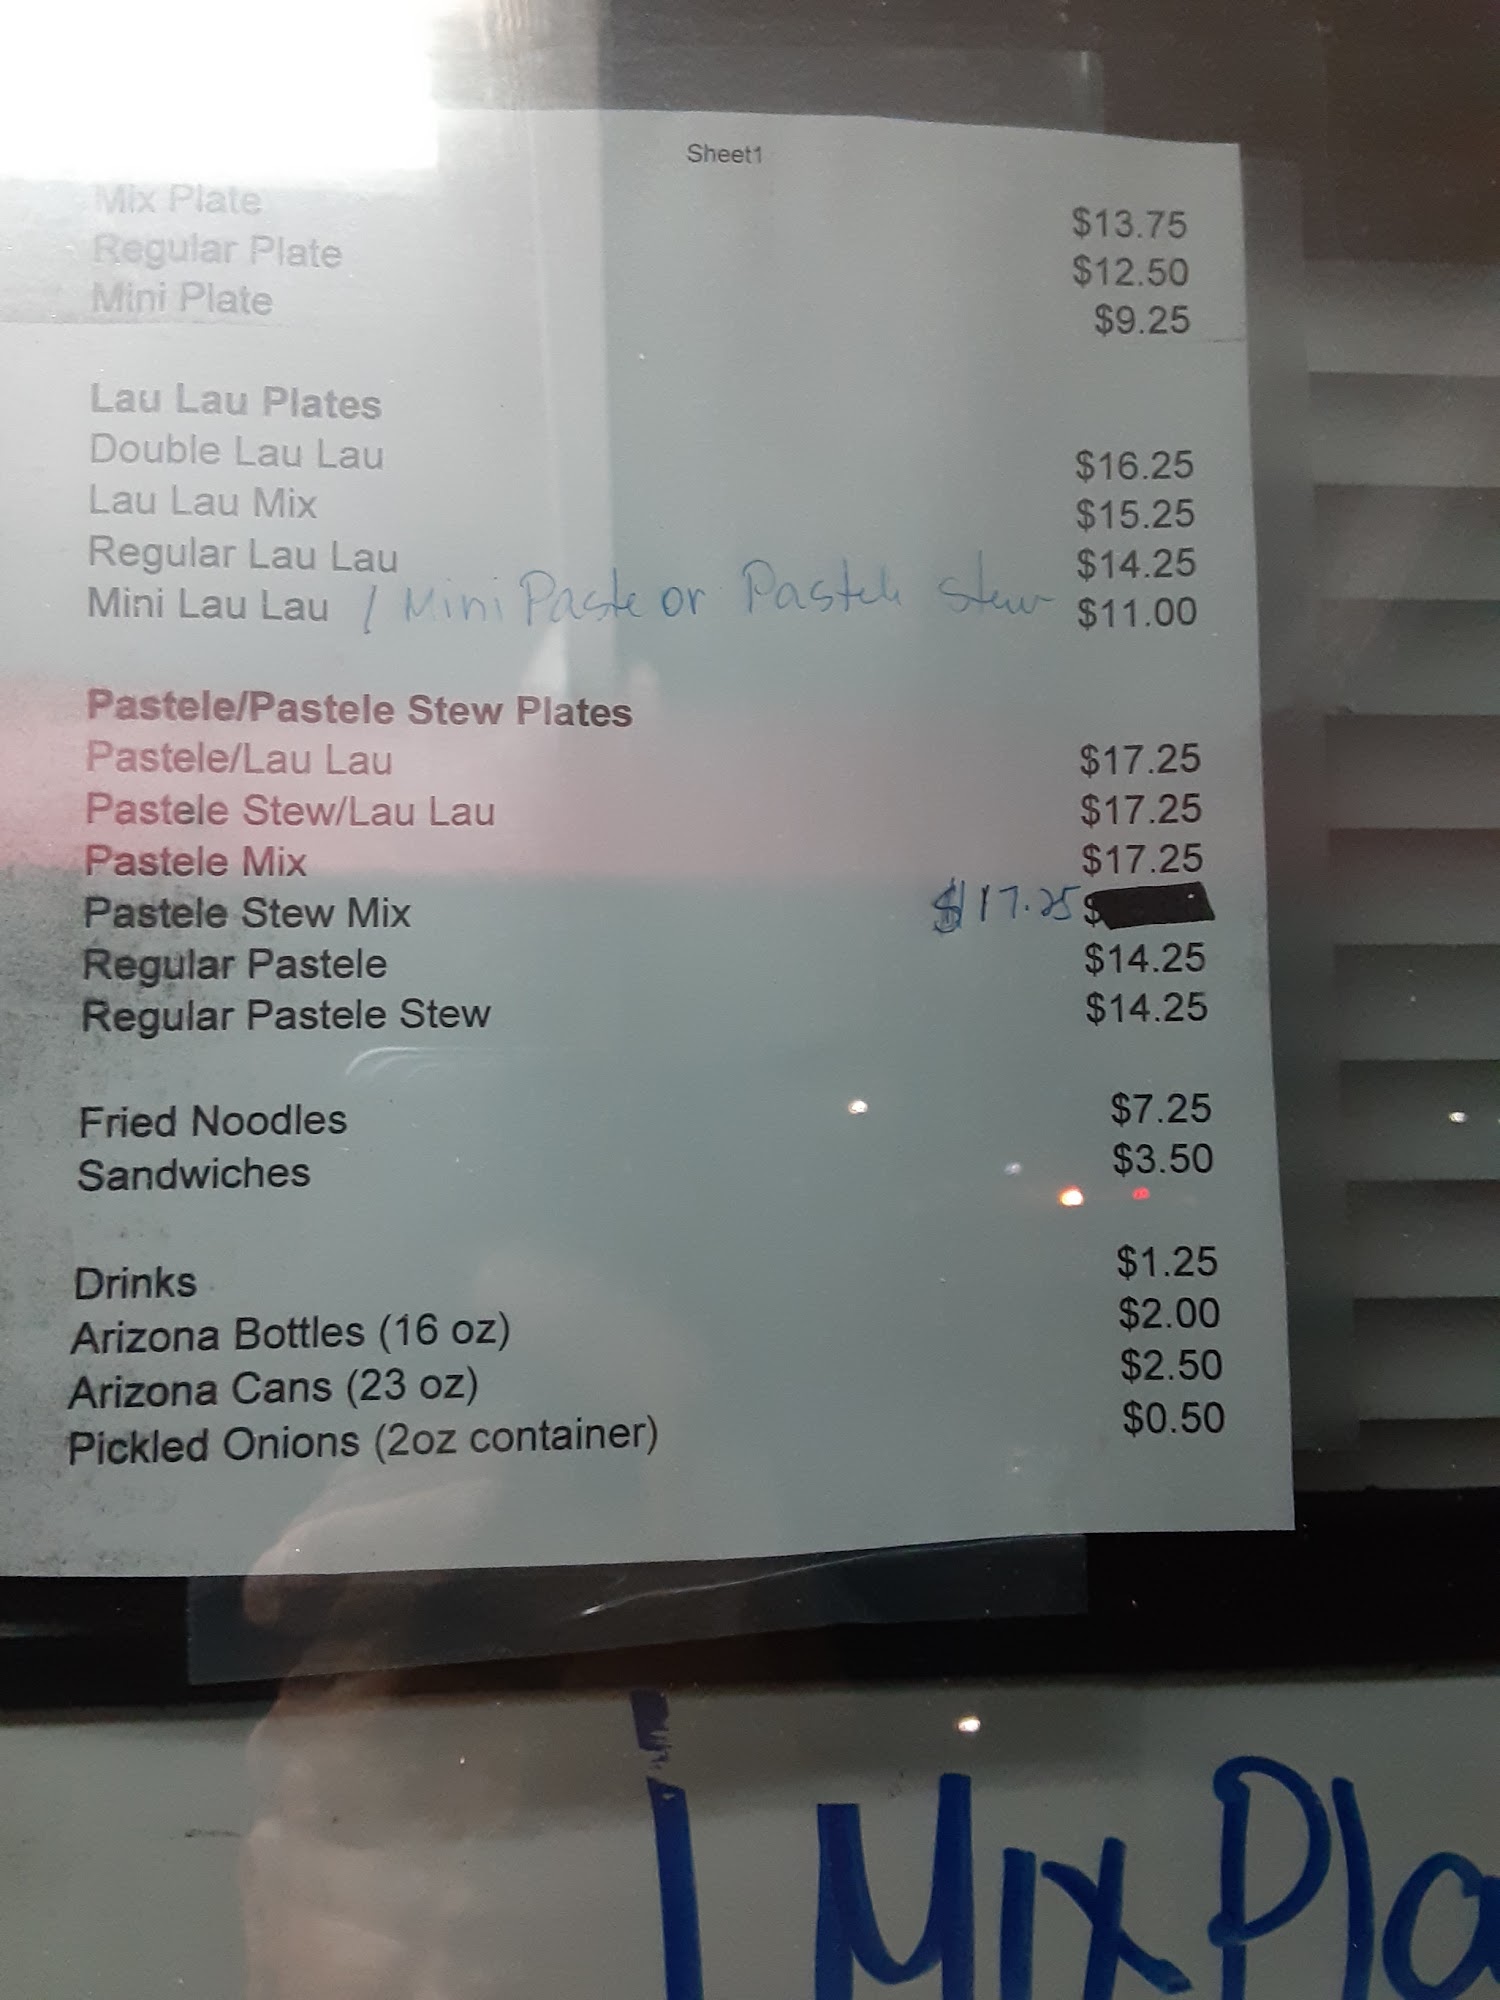 Sheet1
Mix Plate $13.75
Regular Plate $12.50
Mini Plate $9.25
Lau Lau Plates
Double Lau Lau $16.25
Lau Lau Mix $15.25
Regular Lau Lau $14.25
Mini Lau Lau / Mini Pastele or Pastele Stew $11.00
Pastele/Pastele Stew Plates
Pastele/Lau Lau $17.25
Pastele Stew/Lau Lau $17.25
Pastele Mix $17.25
Pastele Stew Mix $17.25 $
Regular Pastele $14.25
Regular Pastele Stew $14.25
Fried Noodles $7.25
Sandwiches $3.50
Drinks $1.25
Arizona Bottles (16 oz) $2.00
Arizona Cans (23 oz) $2.50
Pickled Onions (2oz container) $0.50
Mix Pla